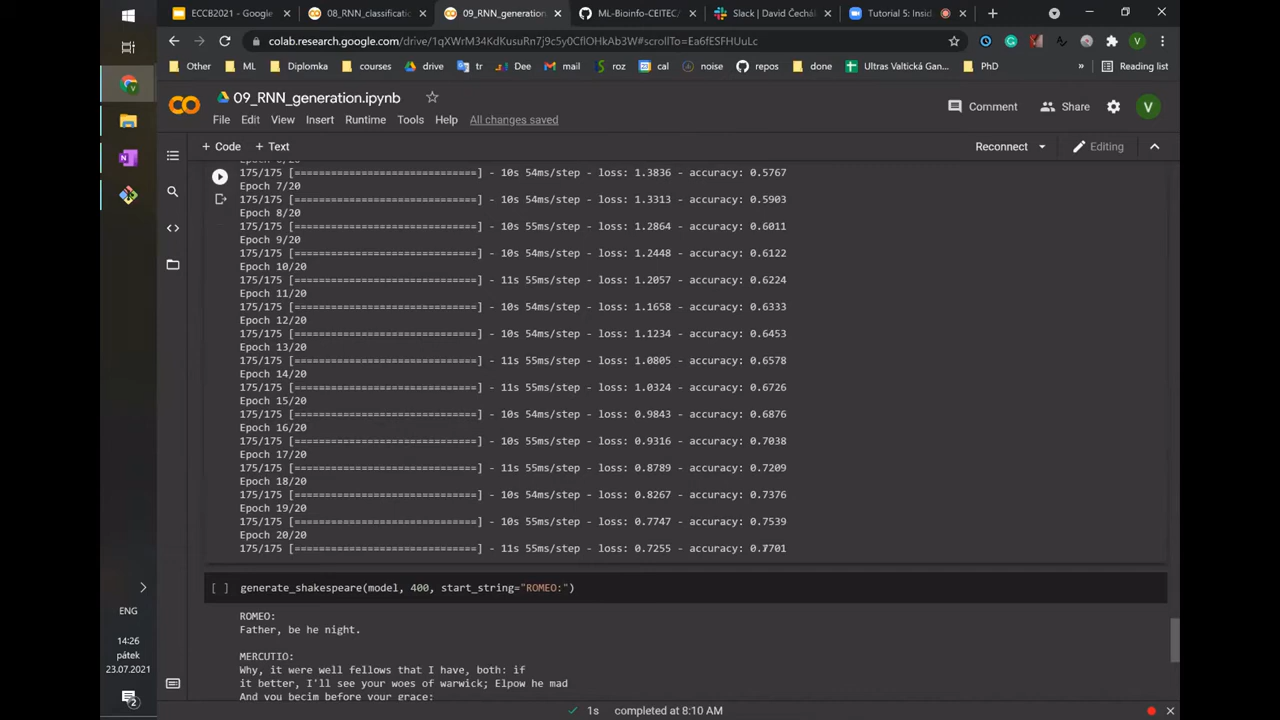 ECCB2021 - Google
08_RNN_classificatio
09_RNN_generation.
ML-Bioinfo-CEITEC/
Slack | David Čechák
Tutorial 5: Insid
colab.research.google.com/drive/1qXWrM34KdKusuRn7j9c5y0CflOHkAb3W#scrollTo=Ea6fESFHUuLc
Other
ML
Diplomka
courses
drive
tr
Dee
mail
roz
cal
noise
repos
done
Ultras Valtická Gan...
PhD
»
Reading list
09_RNN_generation.ipynb
Comment
Share
V
File Edit View Insert Runtime Tools Help All changes saved
+ Code + Text
Reconnect
Editing
175/175 [==============================] - 10s 54ms/step - loss: 1.3836 - accuracy: 0.5767
Epoch 7/20
175/175 [==============================] - 10s 54ms/step - loss: 1.3313 - accuracy: 0.5903
Epoch 8/20
175/175 [==============================] - 10s 55ms/step - loss: 1.2864 - accuracy: 0.6011
Epoch 9/20
175/175 [==============================] - 10s 54ms/step - loss: 1.2448 - accuracy: 0.6122
Epoch 10/20
175/175 [==============================] - 11s 55ms/step - loss: 1.2057 - accuracy: 0.6224
Epoch 11/20
175/175 [==============================] - 10s 54ms/step - loss: 1.1658 - accuracy: 0.6333
Epoch 12/20
175/175 [==============================] - 10s 54ms/step - loss: 1.1234 - accuracy: 0.6453
Epoch 13/20
175/175 [==============================] - 11s 55ms/step - loss: 1.0805 - accuracy: 0.6578
Epoch 14/20
175/175 [==============================] - 11s 55ms/step - loss: 1.0324 - accuracy: 0.6726
Epoch 15/20
175/175 [==============================] - 10s 54ms/step - loss: 0.9843 - accuracy: 0.6876
Epoch 16/20
175/175 [==============================] - 10s 55ms/step - loss: 0.9316 - accuracy: 0.7038
Epoch 17/20
175/175 [==============================] - 11s 55ms/step - loss: 0.8789 - accuracy: 0.7209
Epoch 18/20
175/175 [==============================] - 10s 54ms/step - loss: 0.8267 - accuracy: 0.7376
Epoch 19/20
175/175 [==============================] - 10s 55ms/step - loss: 0.7747 - accuracy: 0.7539
Epoch 20/20
175/175 [==============================] - 11s 55ms/step - loss: 0.7255 - accuracy: 0.7701
[ ] generate_shakespeare(model, 400, start_string="ROMEO:")
ROMEO:
Father, be he night.
MERCUTIO:
Why, it were well fellows that I have, both: if
it better, I'll see your woes of warwick; Elpow he mad
And you becim before your grace;
1s completed at 8:10 AM
ENG
14:26
pátek
23.07.2021
2